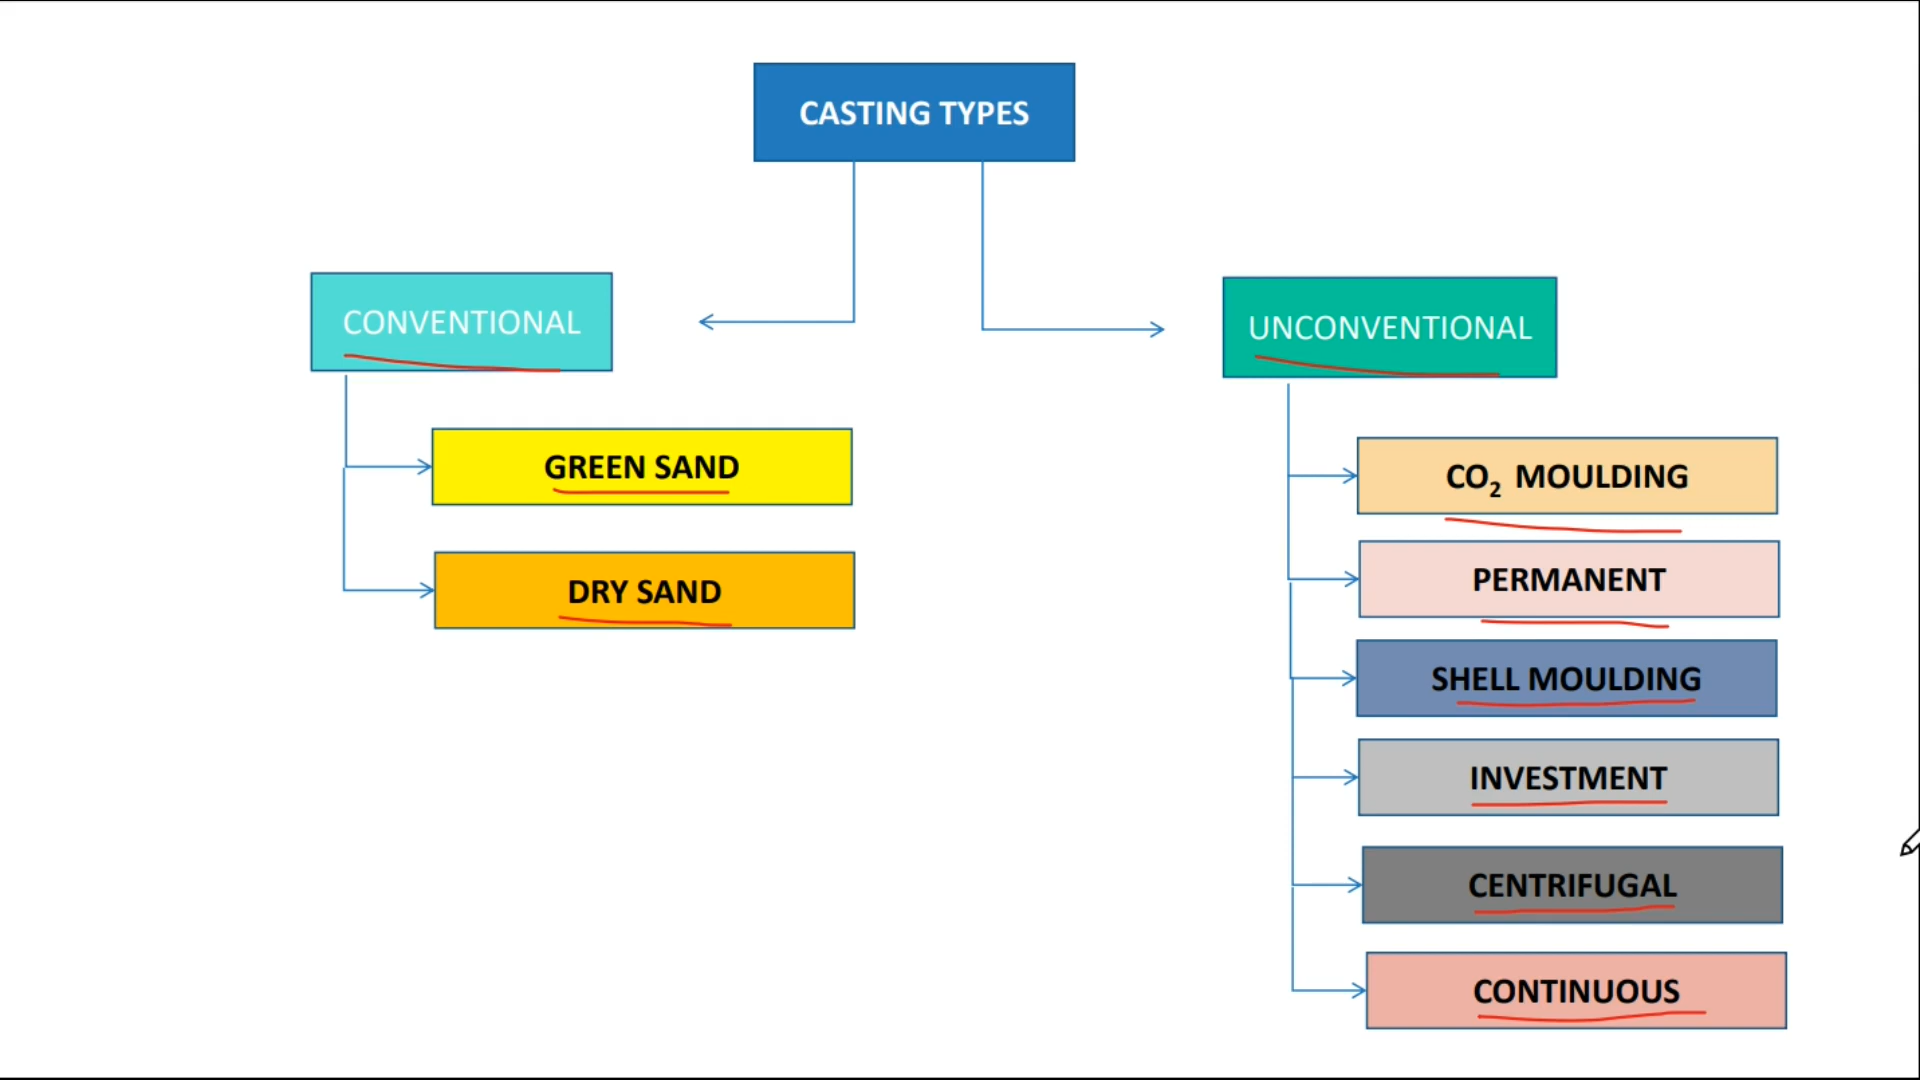 CASTING TYPES
CONVENTIONAL
GREEN SAND
DRY SAND
UNCONVENTIONAL
CO₂ MOULDING
PERMANENT
SHELL MOULDING
INVESTMENT
CENTRIFUGAL
CONTINUOUS